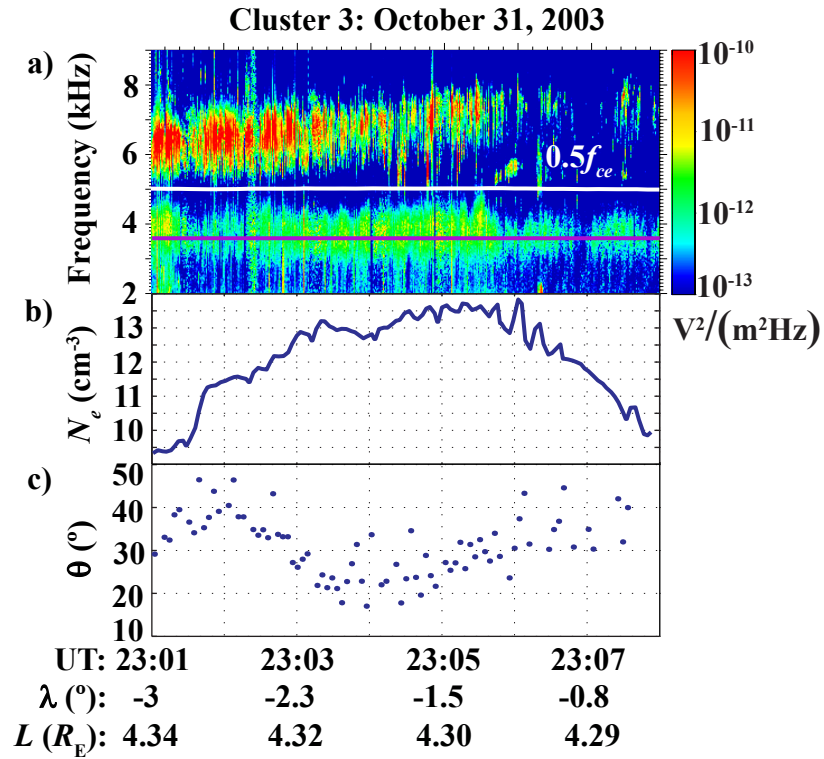 Cluster 3: October 31, 2003
a)
Frequency (kHz)
8
6
4
2
0.5f_ce
10⁻¹⁰
10⁻¹¹
10⁻¹²
10⁻¹³
V²/(m²Hz)
b)
N_e (cm⁻³)
13
12
11
10
c)
θ (º)
50
40
30
20
10
UT: 23:01 23:03 23:05 23:07
λ (º): -3 -2.3 -1.5 -0.8
L (R_E): 4.34 4.32 4.30 4.29